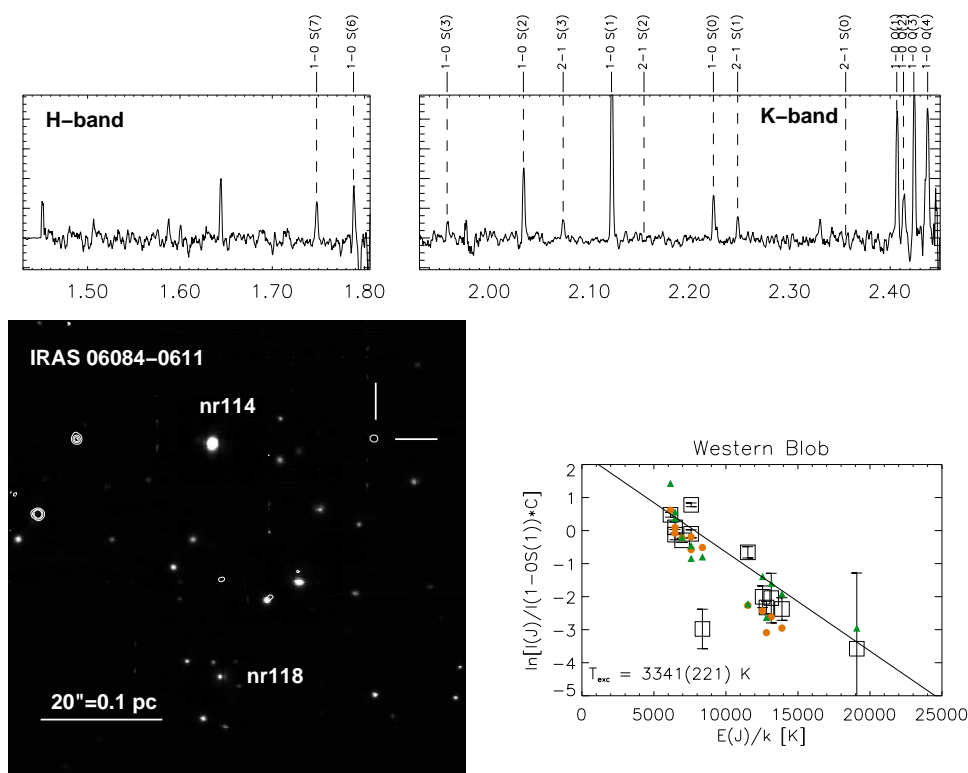 1-0 S(7)
1-0 S(6)
1-0 S(3)
1-0 S(2)
2-1 S(3)
1-0 S(1)
2-1 S(2)
1-0 S(0)
2-1 S(1)
2-1 S(0)
1-0 Q(1)
1-0 Q(2)
1-0 Q(3)
1-0 Q(4)
H-band
K-band
1.50 1.60 1.70 1.80
2.00 2.10 2.20 2.30 2.40
IRAS 06084-0611
nr114
nr118
20"=0.1 pc
Western Blob
ln[I(J)/I(1-0S(1))*C]
2
1
0
-1
-2
-3
-4
-5
Texc = 3341(221) K
0 5000 10000 15000 20000 25000
E(J)/k [K]